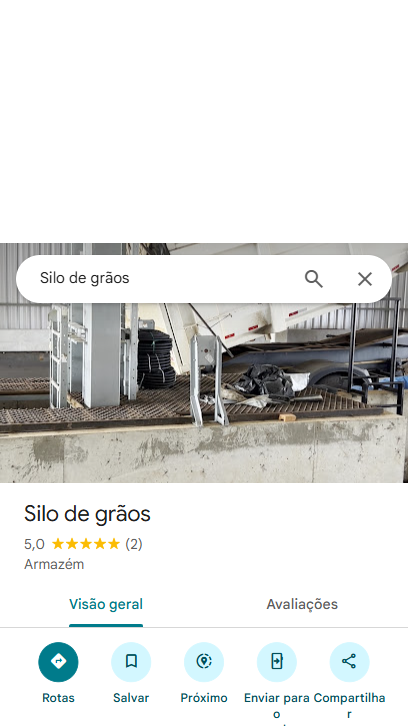 Silo de grãos
Silo de grãos
5,0 (2)
Armazém
Visão geral
Avaliações
Rotas
Salvar
Próximo
Enviar para o
Compartilhar